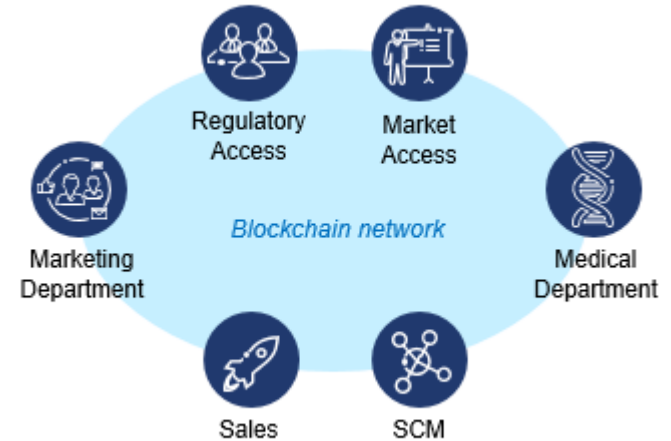 Regulatory
Access
Market
Access
Marketing
Department
Blockchain network
Medical
Department
Sales
SCM